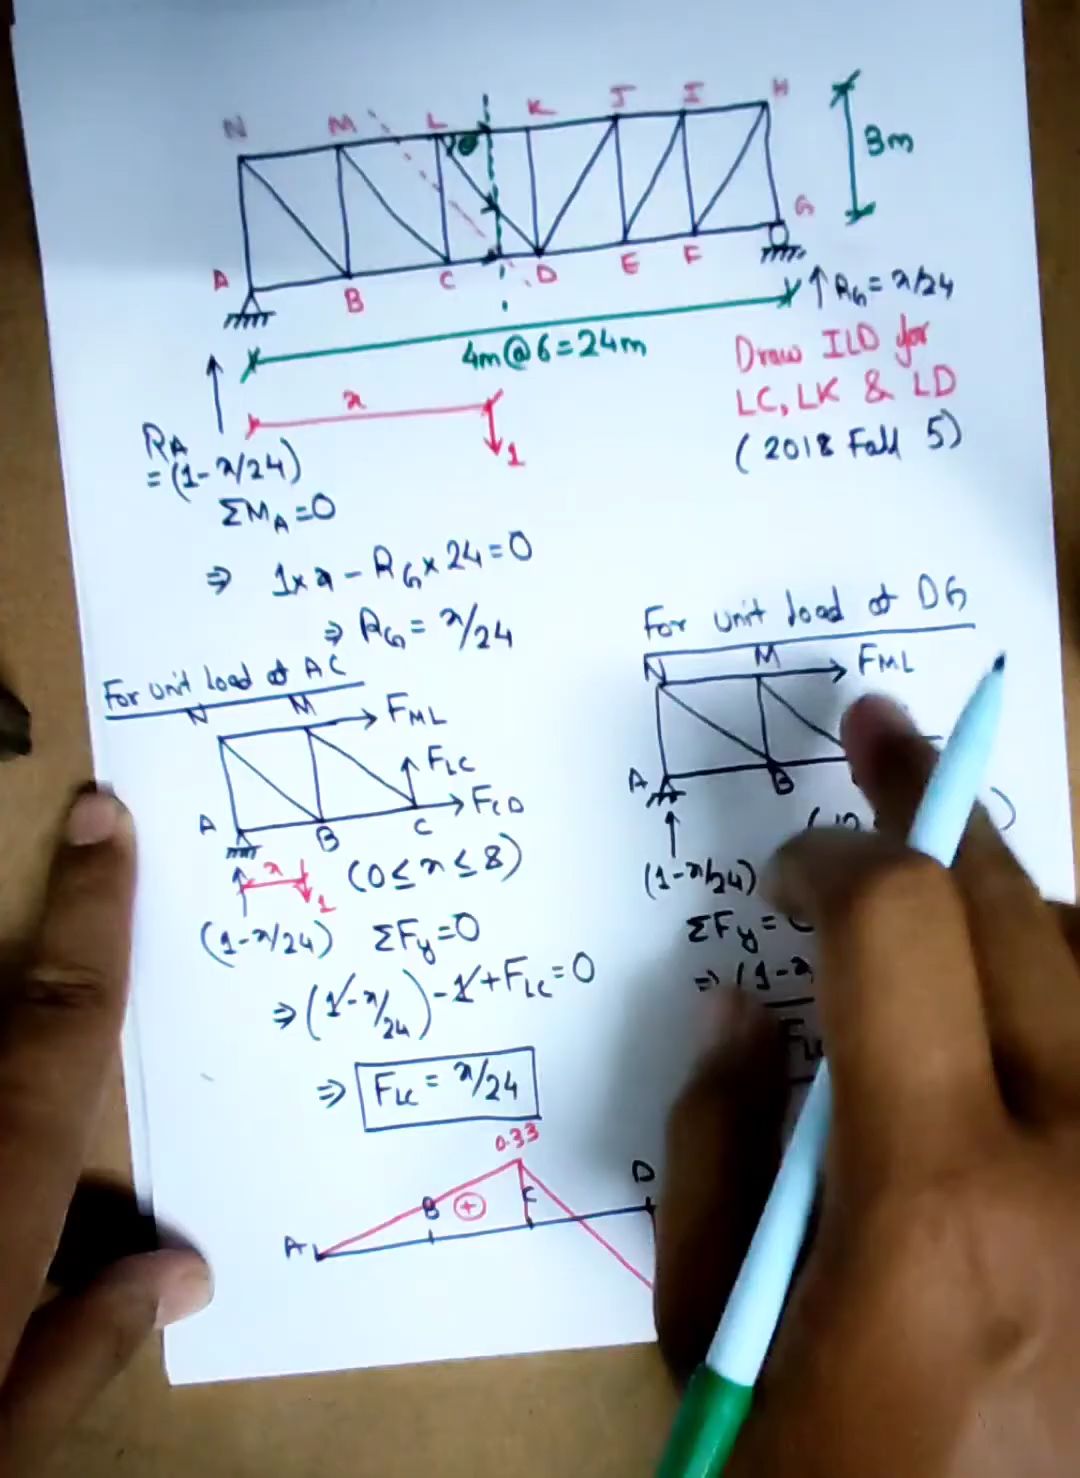 N M L K J I H
θ
3m
A B C D E F G
↑ RG = x/24
4m@6=24m
x
1
Draw ILD for
LC, LK & LD
(2018 Fall 5)
RA
=(1-x/24)
ΣMA=0
⇒ 1×x - RG×24=0
⇒ RG = x/24
For unit load at AC
N M → FML
↑FLC
A B C → FCD
x
1
(0≤x≤8)
(1-x/24) ΣFy=0
⇒ (1-x/24) -1+FLC=0
⇒ FLC = x/24
0.33
A B + C D
For unit load at DG
N M → FML
A B
(1-x/24)
ΣFy=
⇒ (1-x